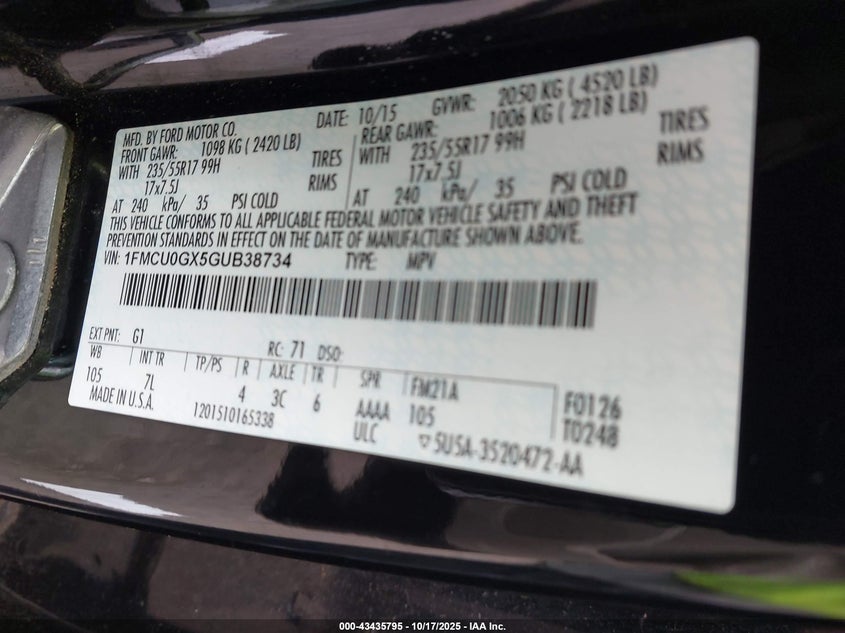 MFD. BY FORD MOTOR CO.
DATE: 10/15
GVWR: 2050 KG ( 4520 LB)
FRONT GAWR: 1098 KG ( 2420 LB)
REAR GAWR: 1006 KG ( 2218 LB)
WITH 235/55R17 99H TIRES
WITH 235/55R17 99H TIRES
17x7.5J RIMS
17x7.5J RIMS
AT 240 kPa/ 35 PSI COLD
AT 240 kPa/ 35 PSI COLD
THIS VEHICLE CONFORMS TO ALL APPLICABLE FEDERAL MOTOR VEHICLE SAFETY AND THEFT
PREVENTION STANDARDS IN EFFECT ON THE DATE OF MANUFACTURE SHOWN ABOVE.
VIN: 1FMCU0GX5GUB38734 TYPE: MPV
EXT PNT: G1 RC: 71 DSO:
WB INT TR TP/PS R AXLE TR SPR FM21A F0126
105 7L 4 3C 6 AAAA 105 T0248
MADE IN U.S.A. 1201510165338 ULC ▽5U5A-3520472-AA
000-43435795 - 10/17/2025 - IAA Inc.